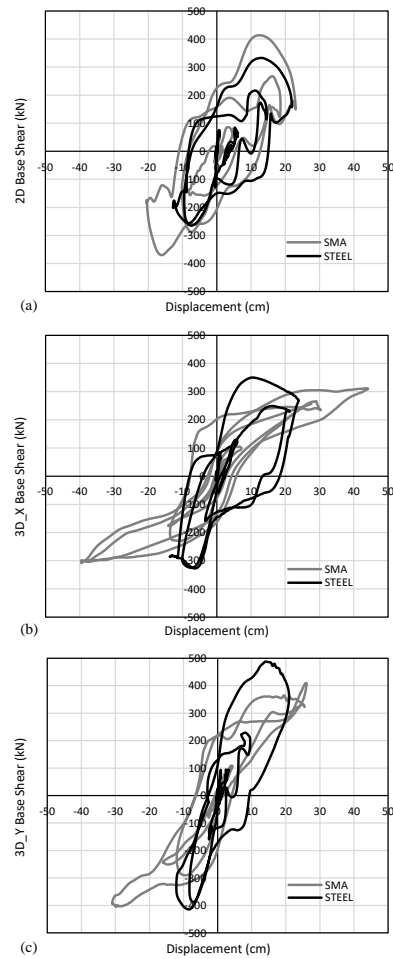 500
400
300
200
100
0
-100
-200
-300
-400
-500
-50 -40 -30 -20 -10 0 10 20 30 40 50
2D Base Shear (kN)
SMA
STEEL
(a)
Displacement (cm)
500
400
300
200
100
0
-100
-200
-300
-400
-500
-50 -40 -30 -20 -10 0 10 20 30 40 50
3D_X Base Shear (kN)
SMA
STEEL
(b)
Displacement (cm)
500
400
300
200
100
0
-100
-200
-300
-400
-500
-50 -40 -30 -20 -10 0 10 20 30 40 50
3D_Y Base Shear (kN)
SMA
STEEL
(c)
Displacement (cm)